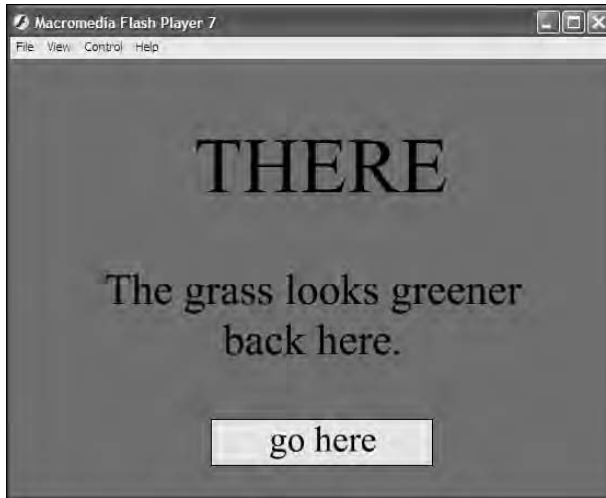 Macromedia Flash Player 7
File View Control Help
THERE
The grass looks greener
back here.
go here